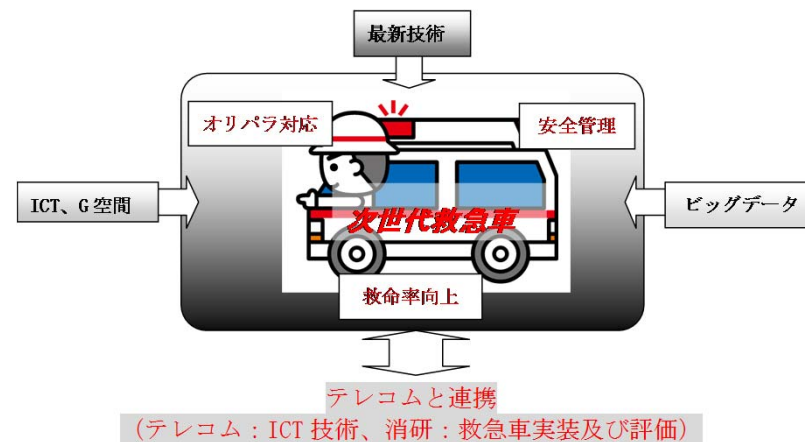 最新技術
オリパラ対応
安全管理
ICT、G空間
ビッグデータ
次世代救急車
救命率向上
テレコムと連携
（テレコム：ICT技術、消研：救急車実装及び評価）